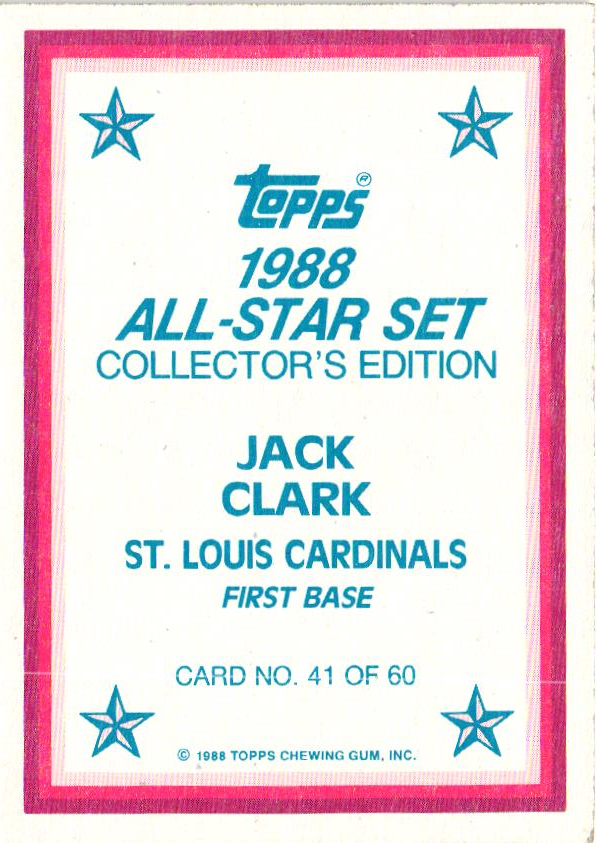 Topps®
1988
ALL-STAR SET
COLLECTOR'S EDITION
JACK
CLARK
ST. LOUIS CARDINALS
FIRST BASE
CARD NO. 41 OF 60
© 1988 TOPPS CHEWING GUM, INC.